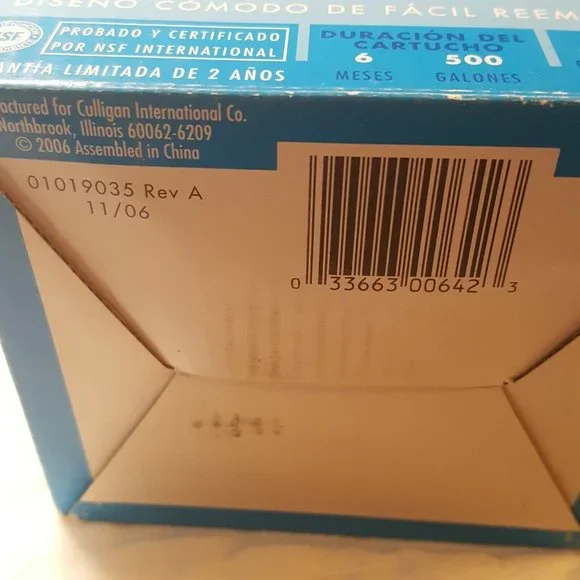 DISEÑO CÓMODO DE FÁCIL REEM
NSF
PROBADO Y CERTIFICADO
POR NSF INTERNATIONAL
ANTÍA LIMITADA DE 2 AÑOS
DURACIÓN DEL
CARTUCHO
6 500
MESES GALONES
actured for Culligan International Co.
Northbrook, Illinois 60062-6209
© 2006 Assembled in China
01019035 Rev A
11/06
0 33663 00642 3